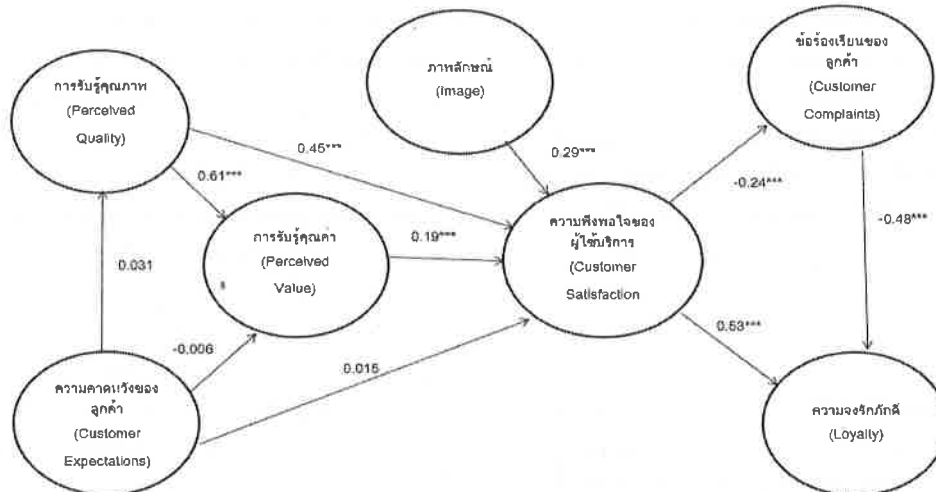 การรับรู้คุณภาพ
(Perceived
Quality)
ภาพลักษณ์
(Image)
ข้อร้องเรียนของ
ลูกค้า
(Customer
Complaints)
0.45***
0.29***
-0.24***
0.61***
-0.48***
การรับรู้คุณค่า
(Perceived
Value)
0.19***
ความพึงพอใจของ
ผู้ใช้บริการ
(Customer
Satisfaction
0.031
-0.006
0.015
0.53***
ความคาดหวังของ
ลูกค้า
(Customer
Expectations)
ความจงรักภักดี
(Loyalty)